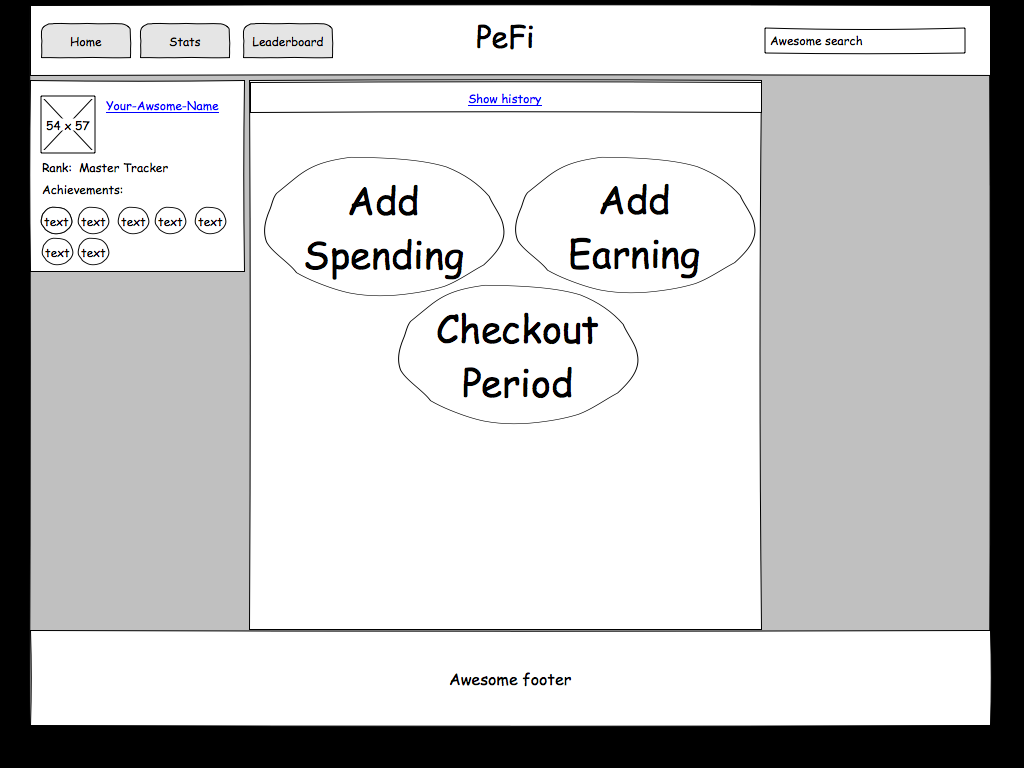 Home
Stats
Leaderboard
PeFi
Awesome search
54 x 57
Your-Awsome-Name
Rank: Master Tracker
Achievements:
text text text text text
text text
Show history
Add
Spending
Add
Earning
Checkout
Period
Awesome footer